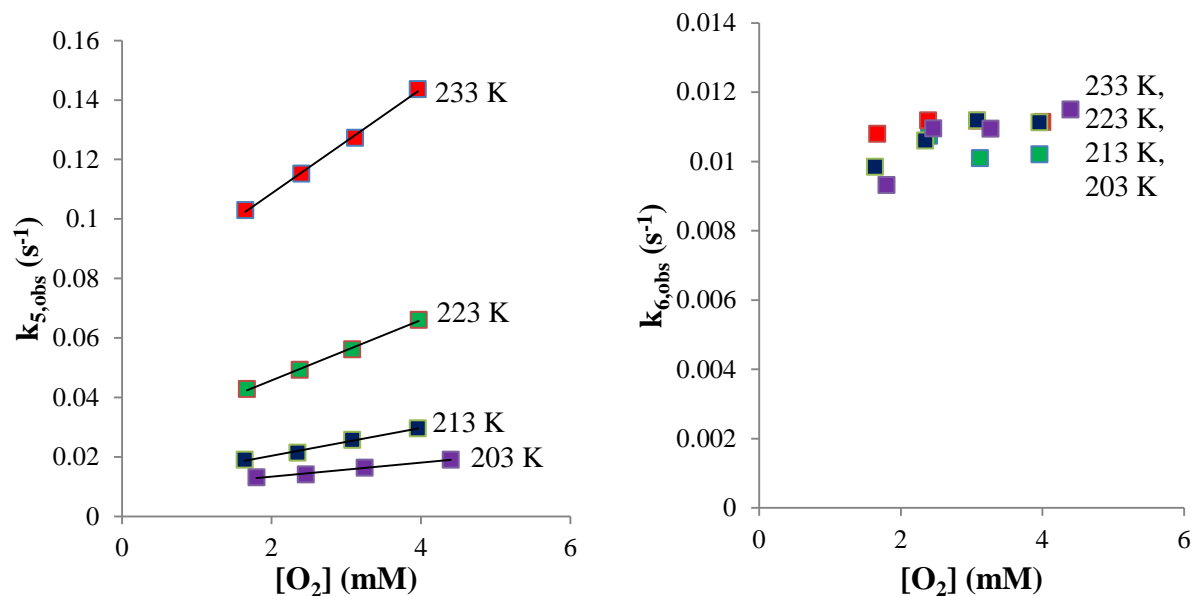 0.16
0.14
0.12
0.1
0.08
0.06
0.04
0.02
0
0
2
4
6
k5,obs (s-1)
[O2] (mM)
233 K
223 K
213 K
203 K
0.014
0.012
0.01
0.008
0.006
0.004
0.002
0
0
2
4
6
k6,obs (s-1)
[O2] (mM)
233 K,
223 K,
213 K,
203 K